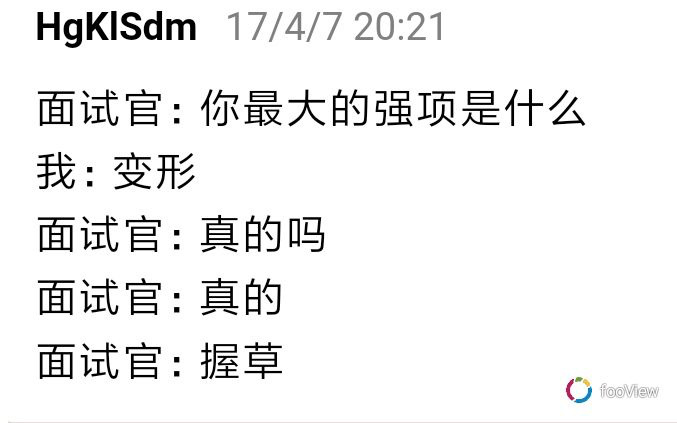 HgKlSdm 17/4/7 20:21
面试官：你最大的强项是什么
我：变形
面试官：真的吗
面试官：真的
面试官：握草
fooView